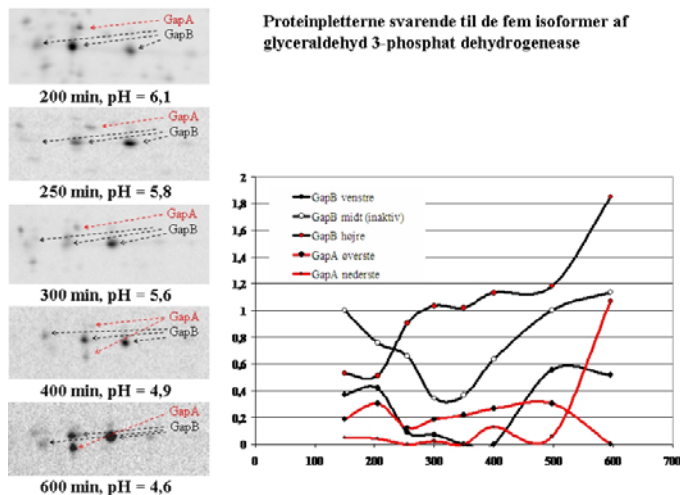 Proteinpletterne svarende til de fem isoformer af
glyceraldehyd 3-phosphat dehydrogenease
GapA
GapB
200 min, pH = 6,1
GapA
GapB
250 min, pH = 5,8
GapA
GapB
300 min, pH = 5,6
GapA
GapB
400 min, pH = 4,9
GapA
GapB
600 min, pH = 4,6
2
1,8
1,6
1,4
1,2
1
0,8
0,6
0,4
0,2
0
0 100 200 300 400 500 600 700
GapB venstre
GapB midt (inaktiv)
GapB højre
GapA øverste
GapA nederste